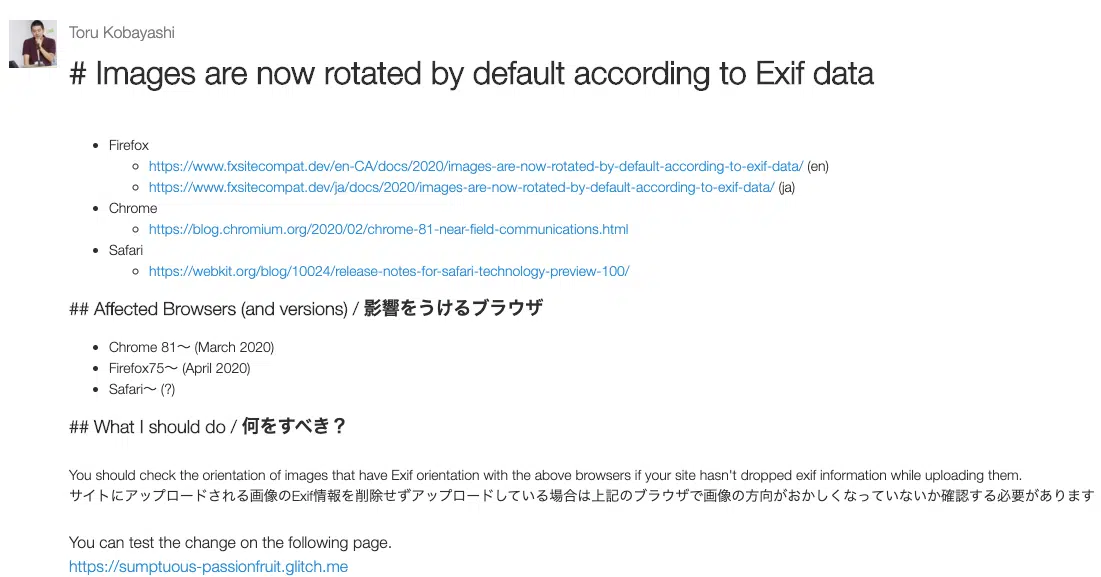 Toru Kobayashi
# Images are now rotated by default according to Exif data
Firefox
https://www.fxsitecompat.dev/en-CA/docs/2020/images-are-now-rotated-by-default-according-to-exif-data/ (en)
https://www.fxsitecompat.dev/ja/docs/2020/images-are-now-rotated-by-default-according-to-exif-data/ (ja)
Chrome
https://blog.chromium.org/2020/02/chrome-81-near-field-communications.html
Safari
https://webkit.org/blog/10024/release-notes-for-safari-technology-preview-100/
## Affected Browsers (and versions) / 影響をうけるブラウザ
Chrome 81〜 (March 2020)
Firefox75〜 (April 2020)
Safari〜 (?)
## What I should do / 何をすべき？
You should check the orientation of images that have Exif orientation with the above browsers if your site hasn't dropped exif information while uploading them.
サイトにアップロードされる画像のExif情報を削除せずアップロードしている場合は上記のブラウザで画像の方向がおかしくなっていないか確認する必要があります
You can test the change on the following page.
https://sumptuous-passionfruit.glitch.me